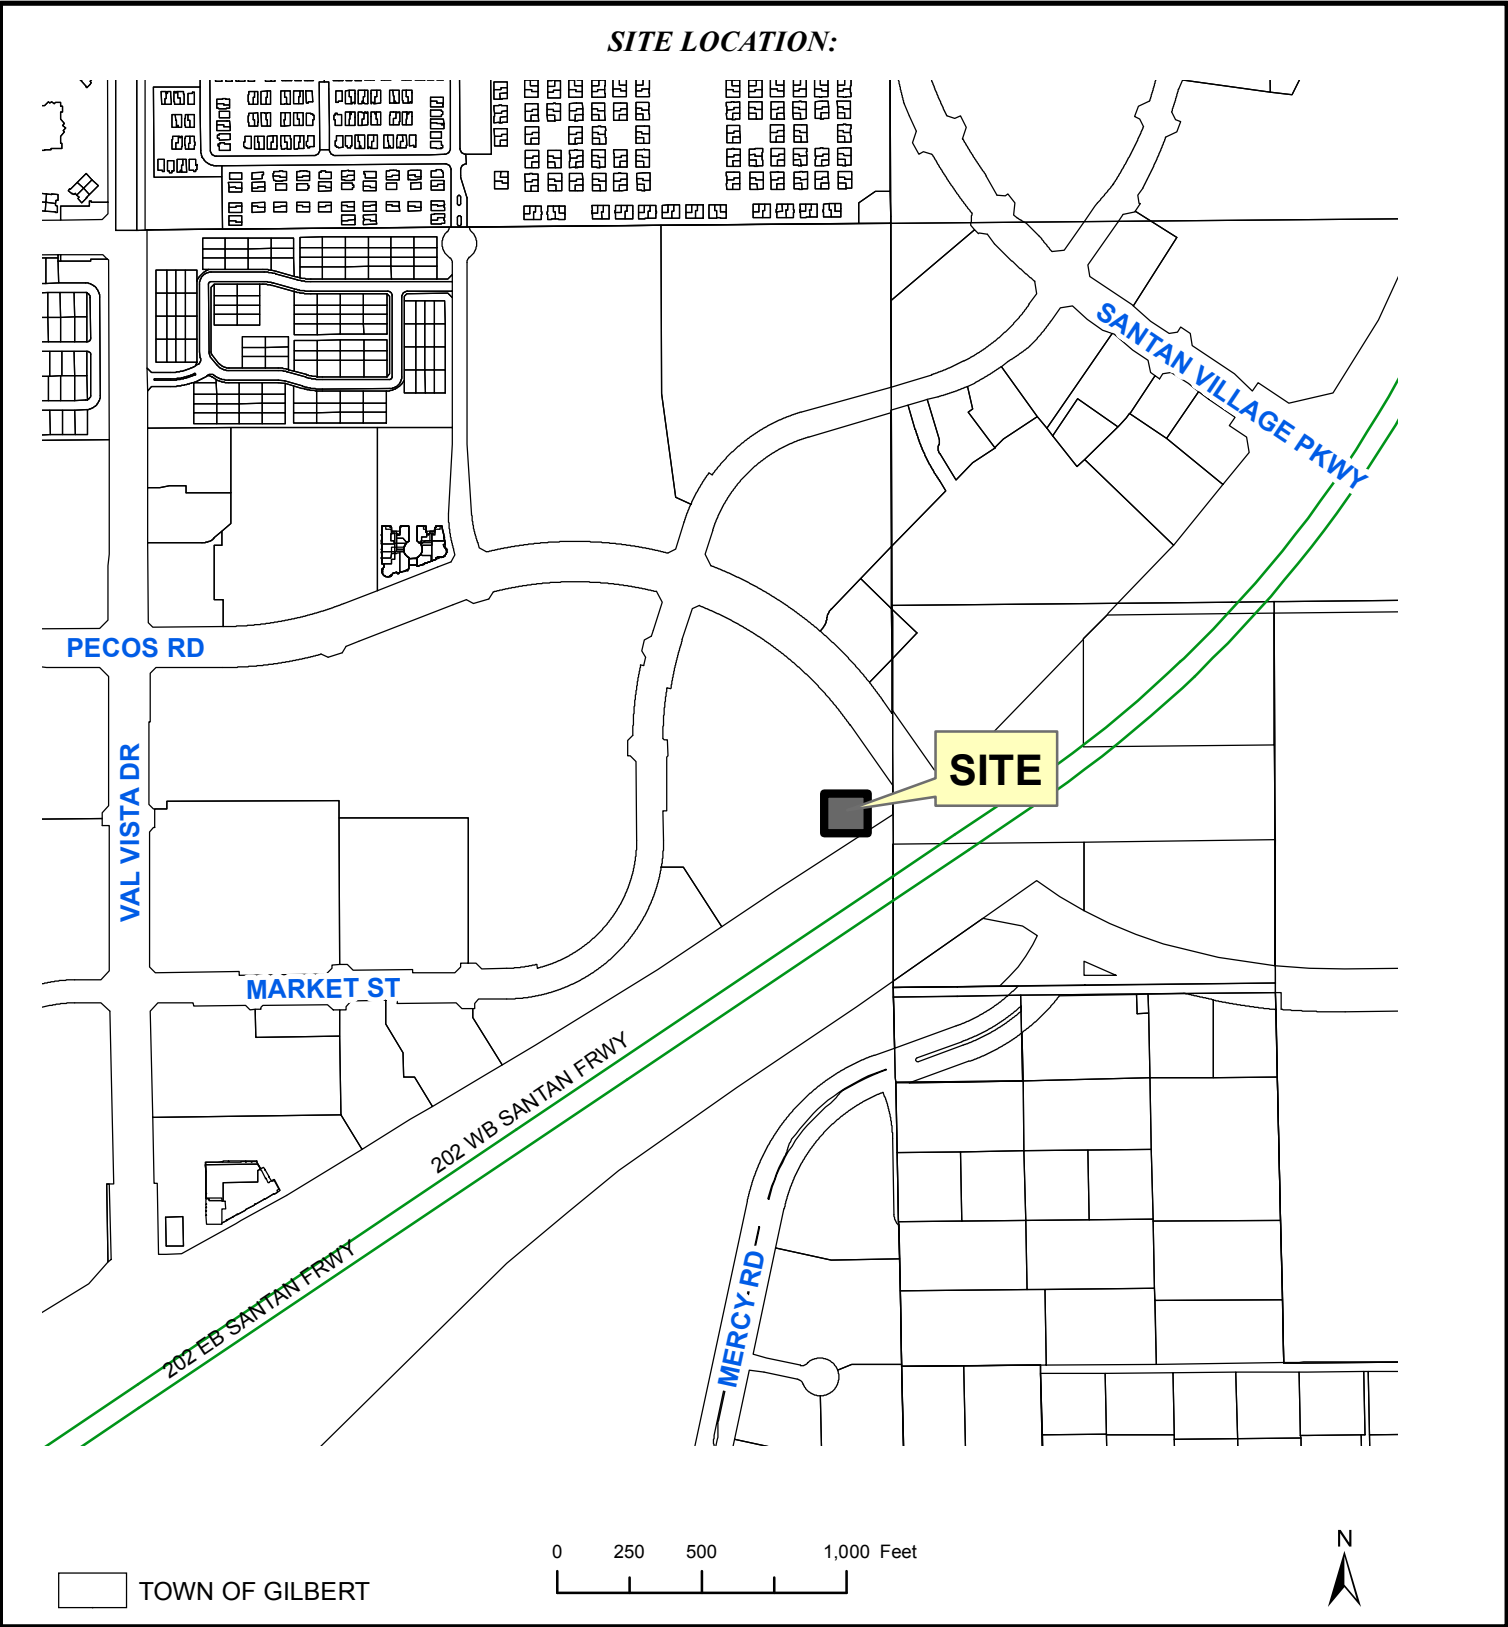 SITE LOCATION:
SANTAN VILLAGE PKWY
PECOS RD
SITE
VAL VISTA DR
MARKET ST
202 WB SANTAN FRWY
202 EB SANTAN FRWY
MERCY RD
0 250 500 1,000 Feet
N
TOWN OF GILBERT